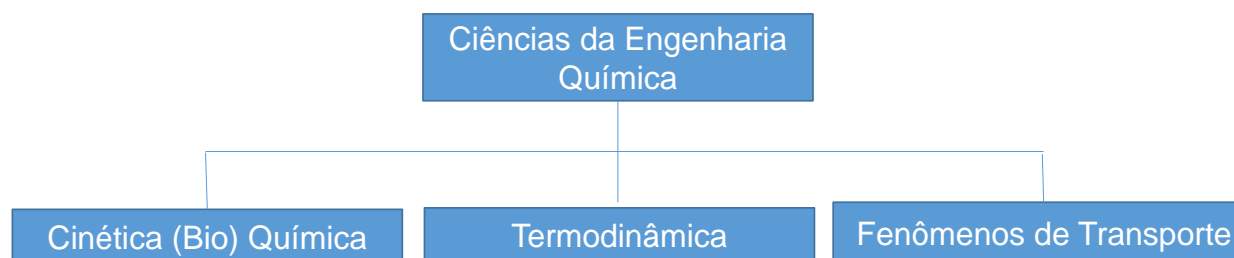 Ciências da Engenharia
Química
Cinética (Bio) Química
Termodinâmica
Fenômenos de Transporte